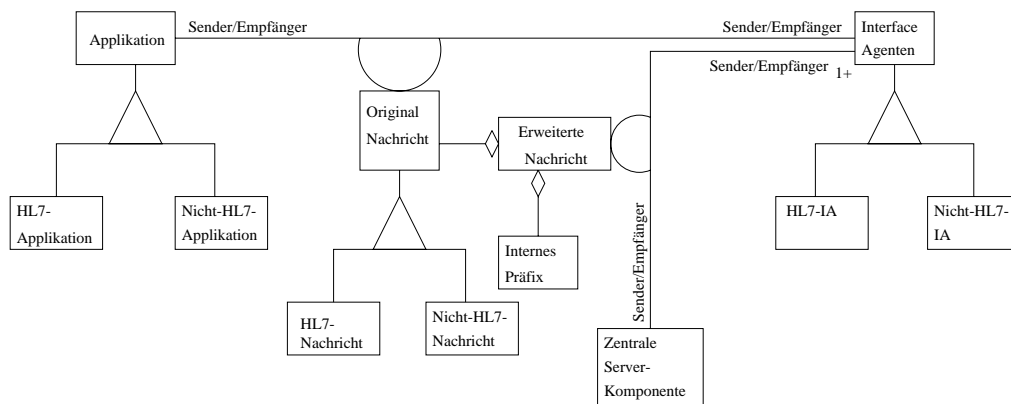 Applikation
Sender/Empfänger
Sender/Empfänger
Interface
Agenten
Sender/Empfänger
1+
Original
Nachricht
Erweiterte
Nachricht
HL7-
Applikation
Nicht-HL7-
Applikation
HL7-IA
Nicht-HL7-
IA
Internes
Präfix
Sender/Empfänger
HL7-
Nachricht
Nicht-HL7-
Nachricht
Zentrale
Server-
Komponente